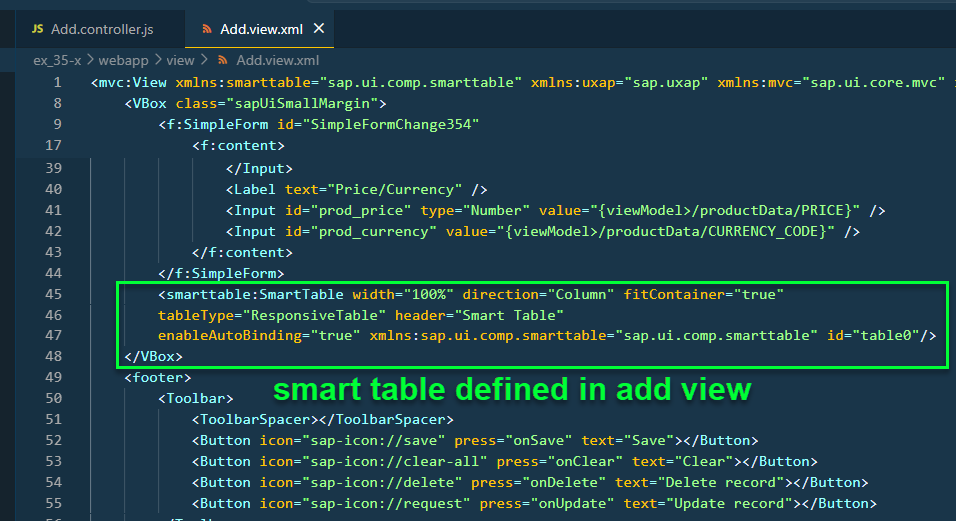 JS Add.controller.js Add.view.xml ×
ex_35-x > webapp > view > Add.view.xml
1 <mvc:View xmlns:smarttable="sap.ui.comp.smarttable" xmlns:uxap="sap.uxap" xmlns:mvc="sap.ui.core.mvc"
8 <VBox class="sapUiSmallMargin">
9 <f:SimpleForm id="SimpleFormChange354"
17 <f:content>
39 </Input>
40 <Label text="Price/Currency" />
41 <Input id="prod_price" type="Number" value="{viewModel>/productData/PRICE}" />
42 <Input id="prod_currency" value="{viewModel>/productData/CURRENCY_CODE}" />
43 </f:content>
44 </f:SimpleForm>
45 <smarttable:SmartTable width="100%" direction="Column" fitContainer="true"
46 tableType="ResponsiveTable" header="Smart Table"
47 enableAutoBinding="true" xmlns:sap.ui.comp.smarttable="sap.ui.comp.smarttable" id="table0"/>
48 </VBox>
49 <footer>
smart table defined in add view
50 <Toolbar>
51 <ToolbarSpacer></ToolbarSpacer>
52 <Button icon="sap-icon://save" press="onSave" text="Save"></Button>
53 <Button icon="sap-icon://clear-all" press="onClear" text="Clear"></Button>
54 <Button icon="sap-icon://delete" press="onDelete" text="Delete record"></Button>
55 <Button icon="sap-icon://request" press="onUpdate" text="Update record"></Button>